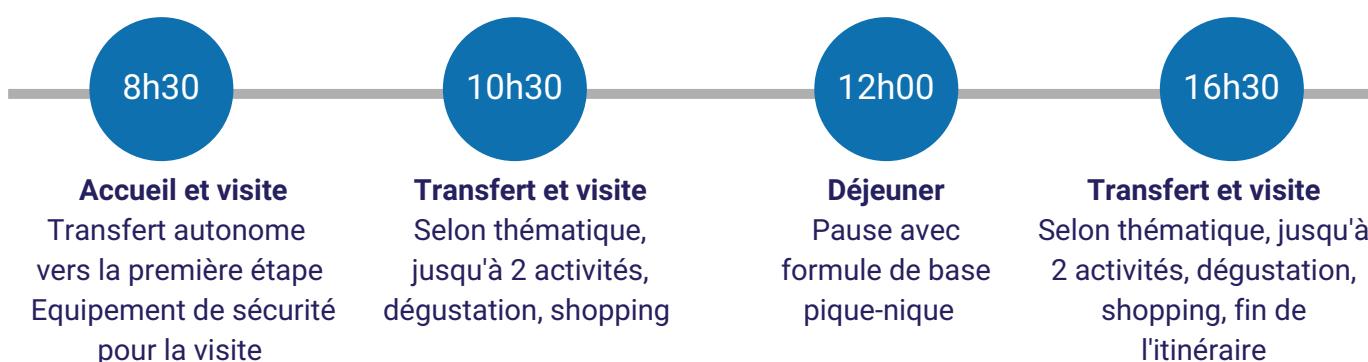 8h30
Accueil et visite
Transfert autonome
vers la première étape
Equipement de sécurité
pour la visite
10h30
Transfert et visite
Selon thématique,
jusqu'à 2 activités,
dégustation, shopping
12h00
Déjeuner
Pause avec
formule de base
pique-nique
16h30
Transfert et visite
Selon thématique, jusqu'à
2 activités, dégustation,
shopping, fin de
l'itinéraire